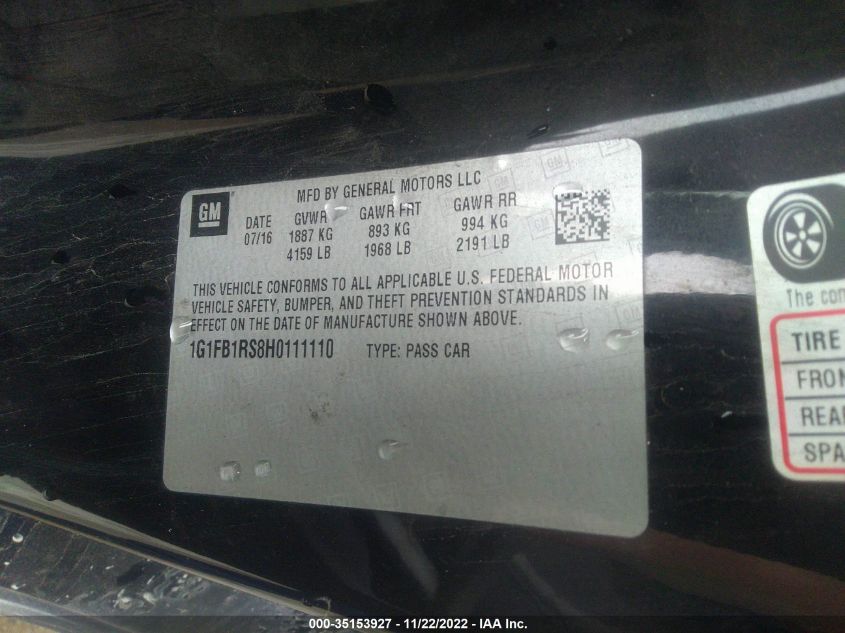 GM
MFD BY GENERAL MOTORS LLC
DATE GVWR GAWR FRT GAWR RR
07/16 1887 KG 893 KG 994 KG
4159 LB 1968 LB 2191 LB
THIS VEHICLE CONFORMS TO ALL APPLICABLE U.S. FEDERAL MOTOR
VEHICLE SAFETY, BUMPER, AND THEFT PREVENTION STANDARDS IN
EFFECT ON THE DATE OF MANUFACTURE SHOWN ABOVE.
1G1FB1RS8H0111110 TYPE: PASS CAR
The com
TIRE
FRON
REAR
SPA
000-35153927 - 11/22/2022 - IAA Inc.